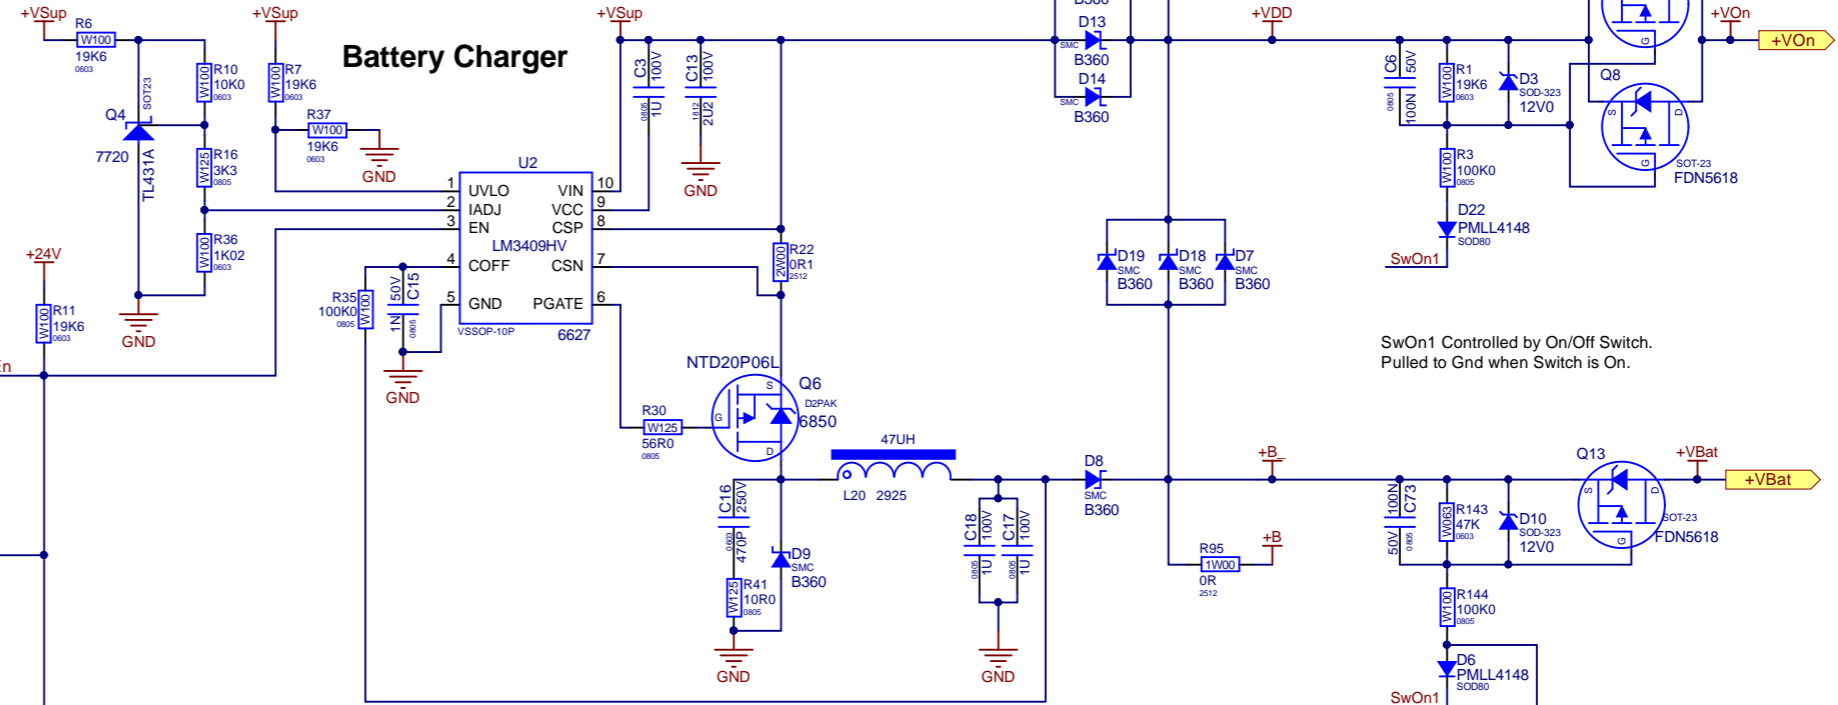 Battery Charger
+VSup
R6
W100
19K6
0603
Q4
SOT23
7720
TL431A
W100
R10
10K0
0603
W125
R16
3K3
0805
W100
R36
1K02
0603
GND
+VSup
W100
R7
19K6
0603
R37
W100
19K6
0603
GND
+24V
W100
R11
19K6
0603
En
U2
1
UVLO
2
IADJ
3
EN
4
COFF
5
GND
VIN
10
VCC
9
CSP
8
CSN
7
PGATE
6
LM3409HV
VSSOP-10P
6627
R35
100K0
0805
W100
C15
50V
1N
0805
GND
+VSup
C3
100V
0805
1U
C13
100V
1812
2U2
GND
2W00
R22
0R1
2512
NTD20P06L
Q6
D2PAK
6850
S
G
D
R30
W125
56R0
0805
C16
250V
0603
470P
W125
R41
10R0
0805
GND
D9
SMC
B360
47UH
L20
2925
C18
100V
0805
1U
C17
100V
0805
1U
GND
D8
SMC
B360
B360
D13
SMC
B360
D14
SMC
B360
D19
SMC
B360
D18
SMC
B360
D7
SMC
B360
+VDD
C6
50V
0805
100N
W100
R1
19K6
0603
D3
SOD-323
12V0
W100
R3
100K0
0805
D22
PMLL4148
SOD80
SwOn1
G
Q8
S
D
G
SOT-23
FDN5618
+VOn
+VOn
SwOn1 Controlled by On/Off Switch.
Pulled to Gnd when Switch is On.
+B_
R95
1W00
0R
2512
+B
100N
C73
50V
0805
W063
R143
47K
0603
D10
SOD-323
12V0
Q13
S
D
G
SOT-23
FDN5618
+VBat
+VBat
W100
R144
100K0
0805
D6
PMLL4148
SOD80
SwOn1